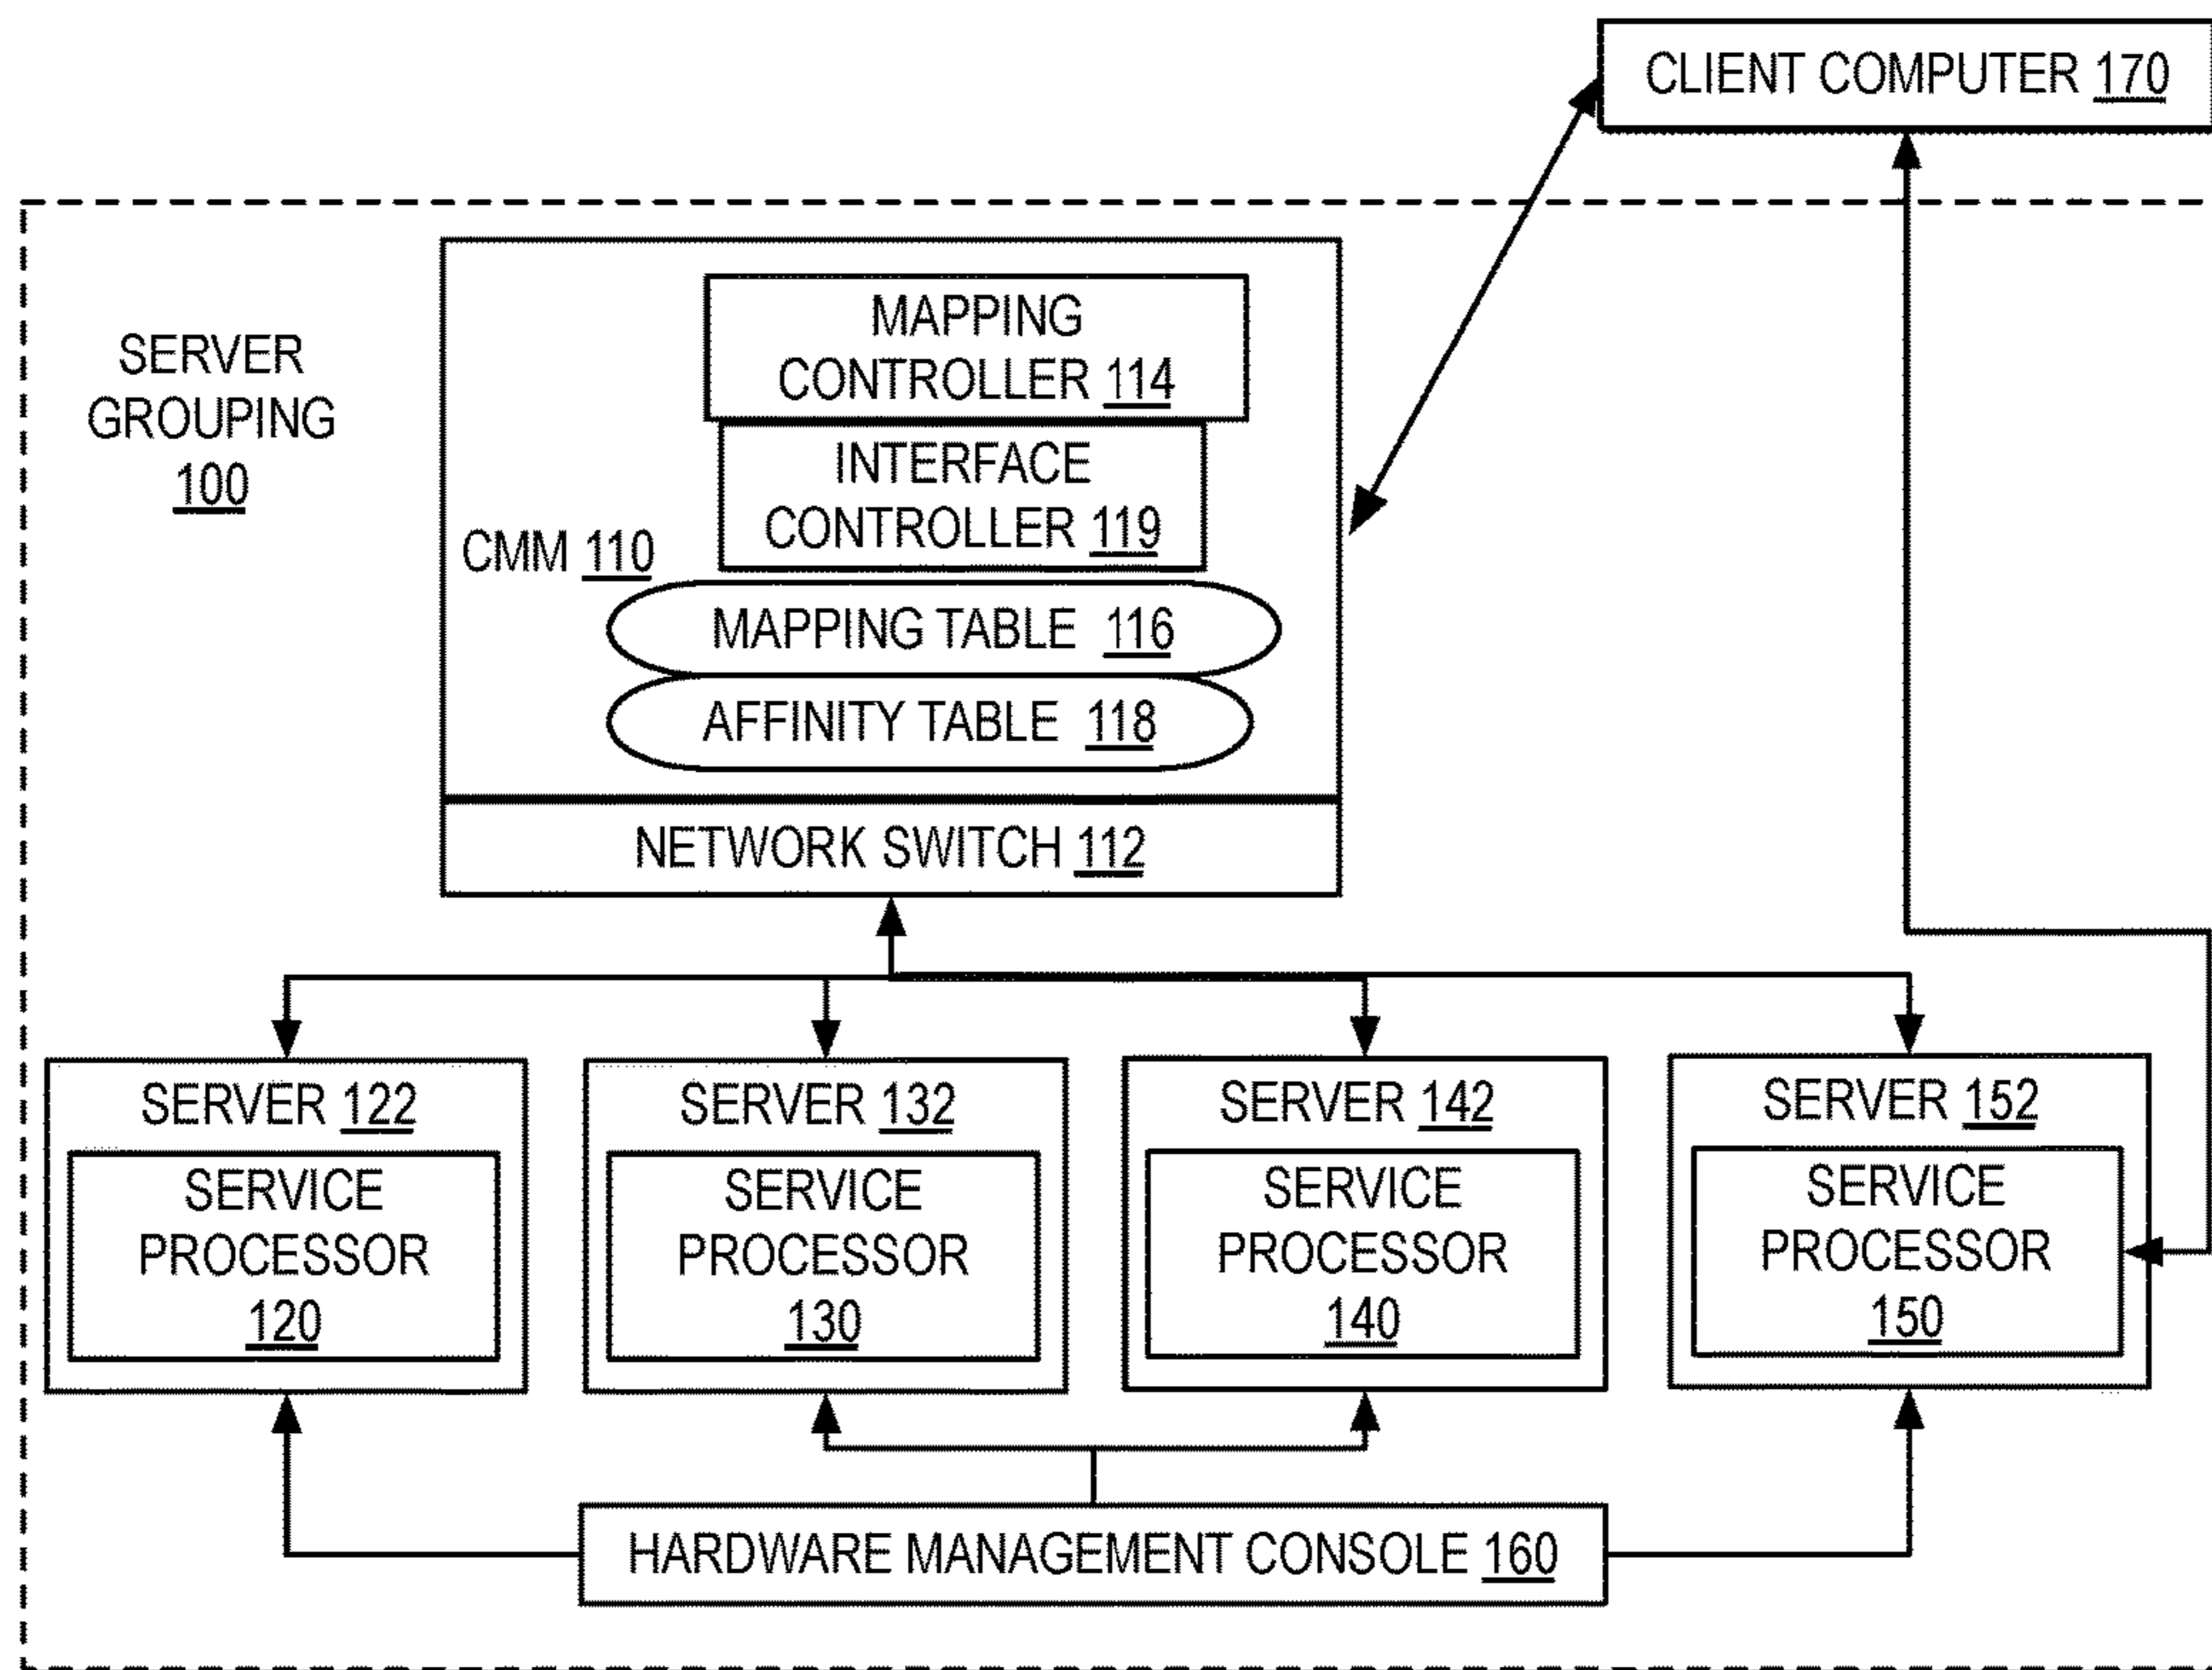 CLIENT COMPUTER 170
SERVER
GROUPING
100
MAPPING
CONTROLLER 114
INTERFACE
CONTROLLER 119
CMM 110
MAPPING TABLE 116
AFFINITY TABLE 118
NETWORK SWITCH 112
SERVER 122
SERVICE
PROCESSOR
120
SERVER 132
SERVICE
PROCESSOR
130
SERVER 142
SERVICE
PROCESSOR
140
SERVER 152
SERVICE
PROCESSOR
150
HARDWARE MANAGEMENT CONSOLE 160